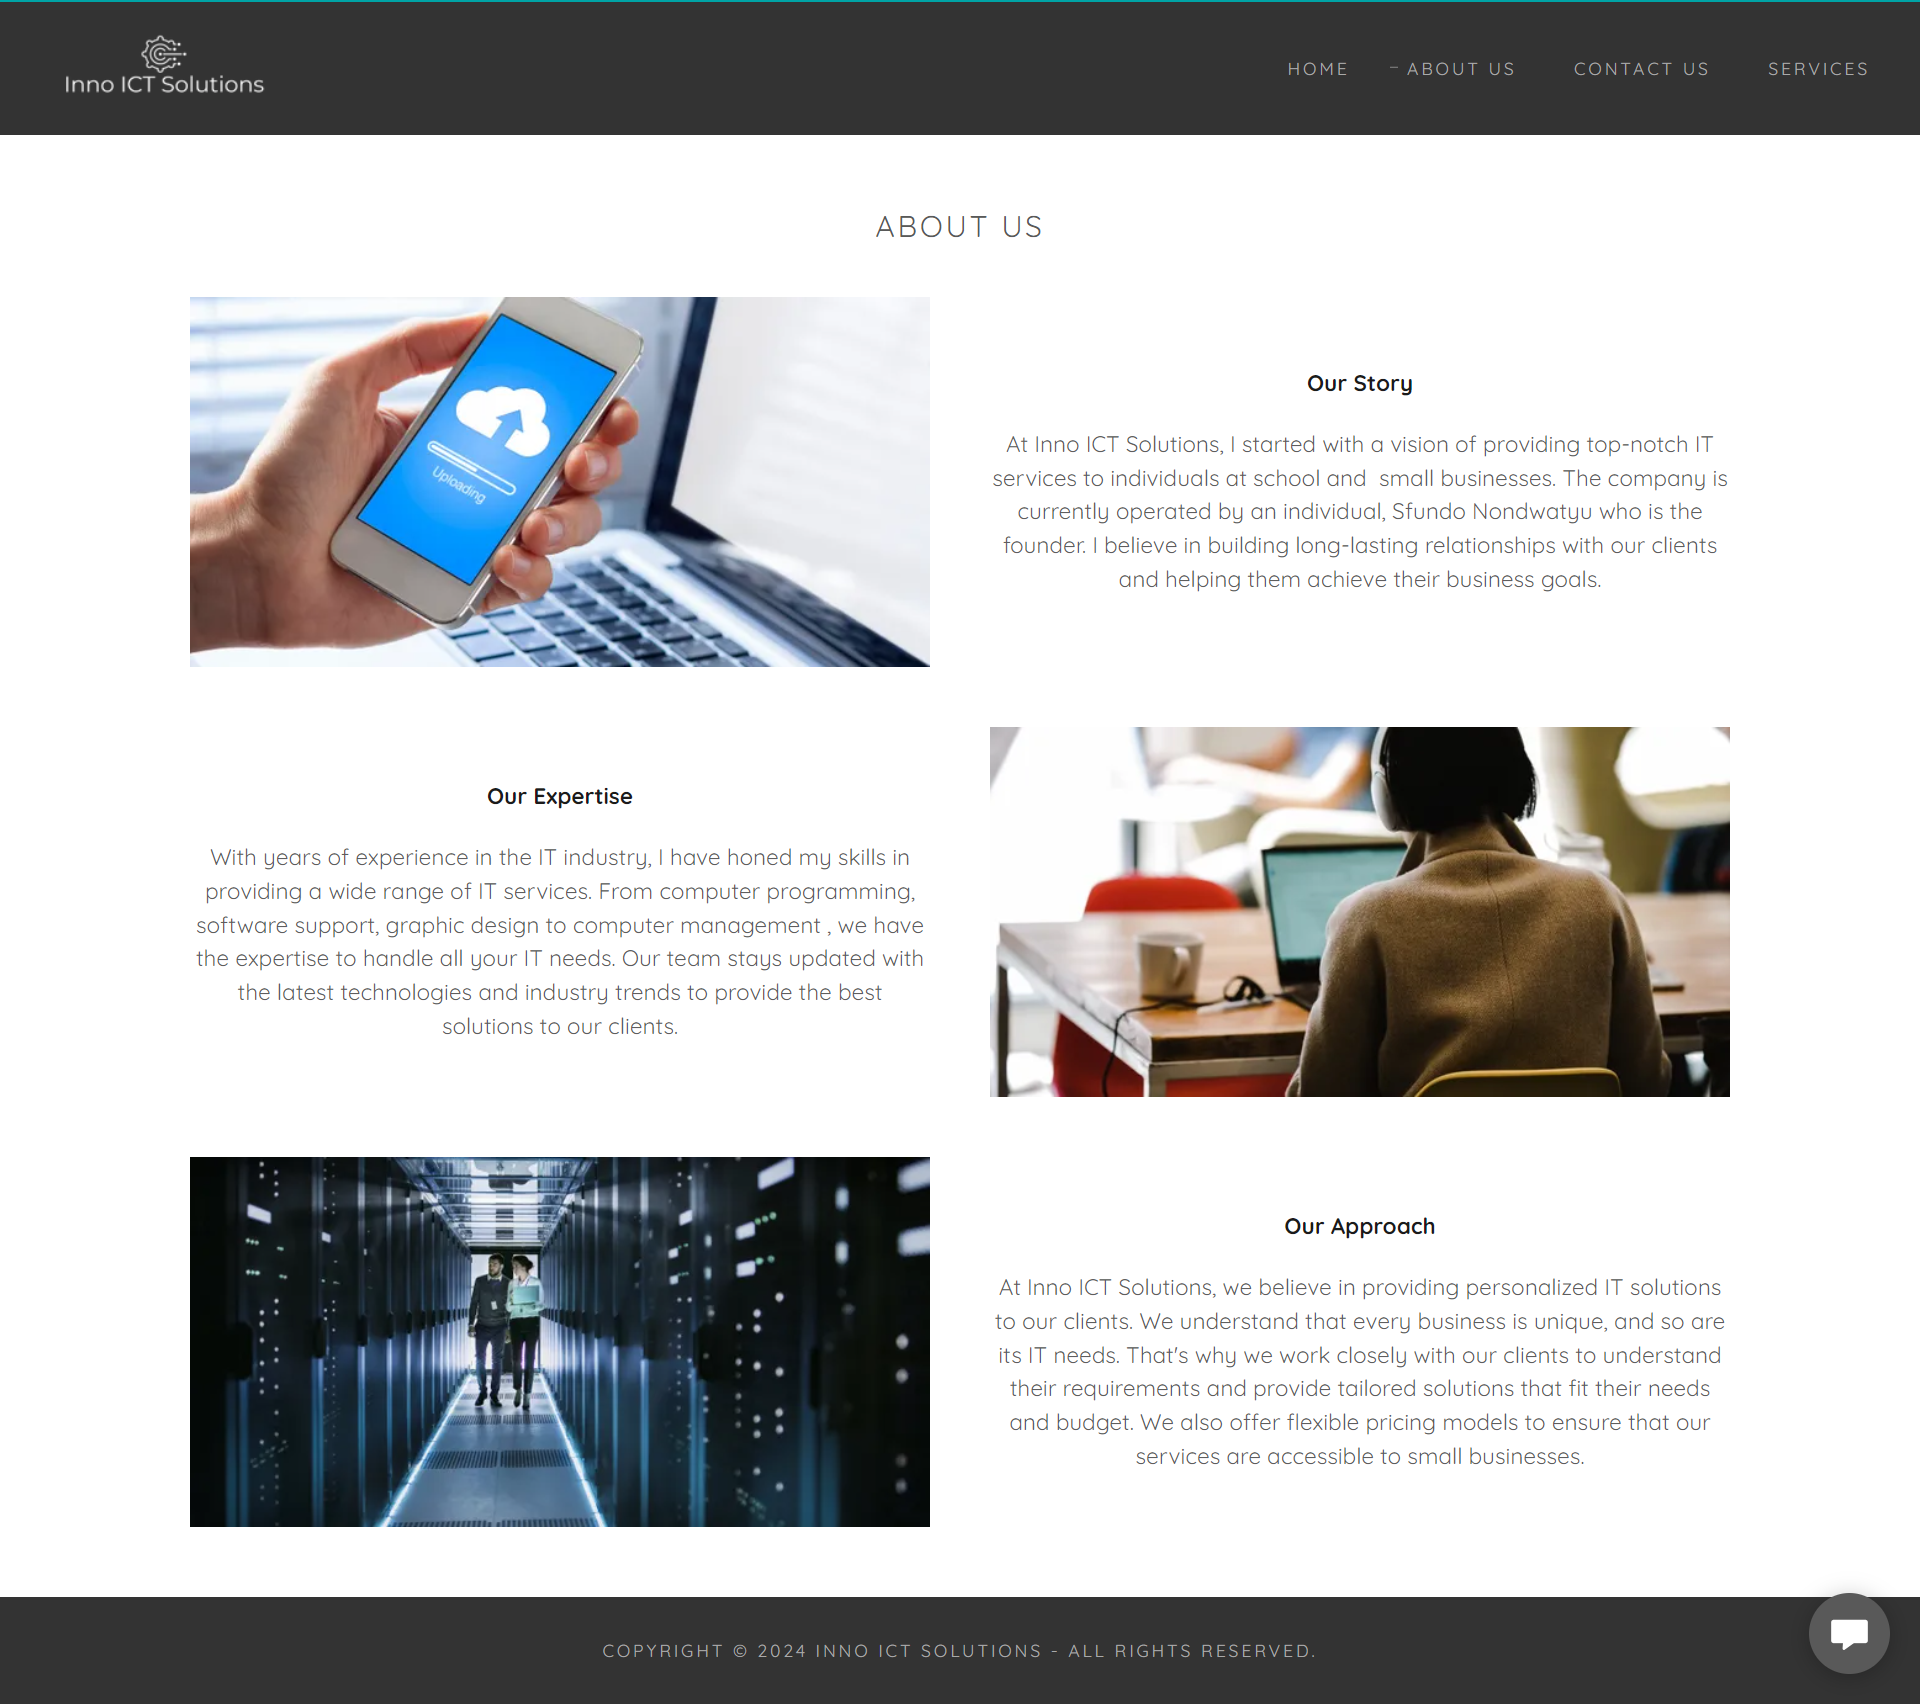 Inno ICT Solutions
HOME
– ABOUT US
CONTACT US
SERVICES
ABOUT US
Uploading
Our Story
At Inno ICT Solutions, I started with a vision of providing top-notch IT
services to individuals at school and  small businesses. The company is
currently operated by an individual, Sfundo Nondwatyu who is the
founder. I believe in building long-lasting relationships with our clients
and helping them achieve their business goals.
Our Expertise
With years of experience in the IT industry, I have honed my skills in
providing a wide range of IT services. From computer programming,
software support, graphic design to computer management , we have
the expertise to handle all your IT needs. Our team stays updated with
the latest technologies and industry trends to provide the best
solutions to our clients.
Our Approach
At Inno ICT Solutions, we believe in providing personalized IT solutions
to our clients. We understand that every business is unique, and so are
its IT needs. That's why we work closely with our clients to understand
their requirements and provide tailored solutions that fit their needs
and budget. We also offer flexible pricing models to ensure that our
services are accessible to small businesses.
COPYRIGHT © 2024 INNO ICT SOLUTIONS - ALL RIGHTS RESERVED.